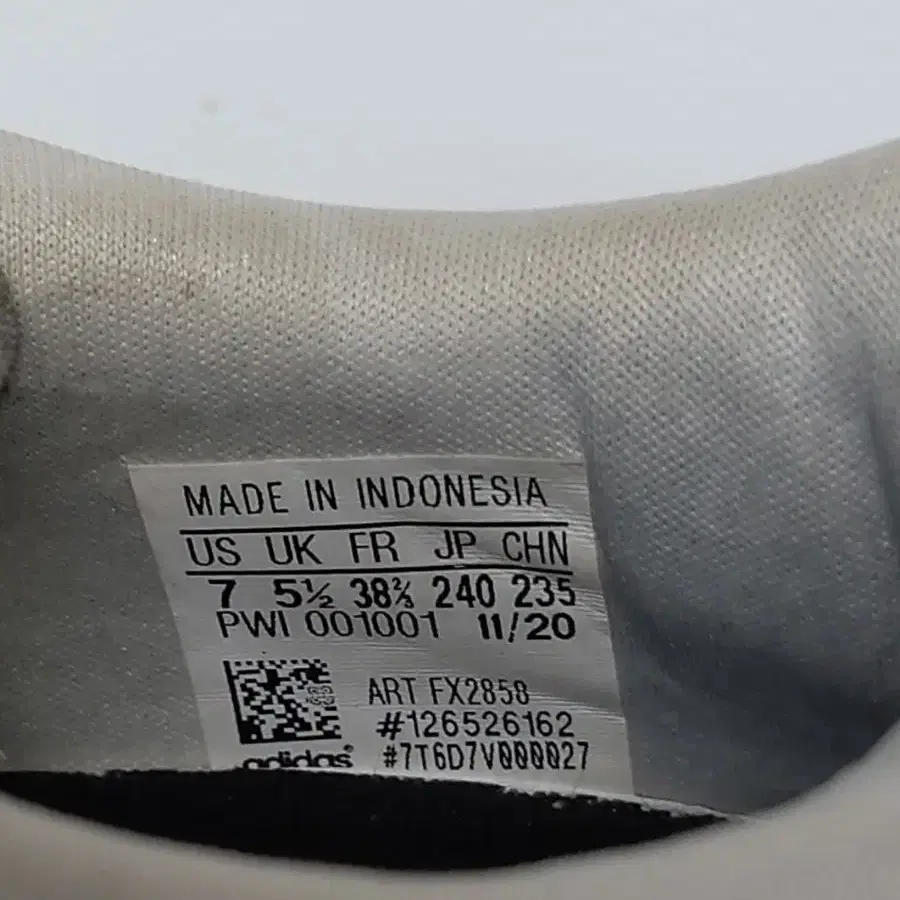 MADE IN INDONESIA
US UK FR JP CHN
7 5½ 38⅔ 240 235
PWI 001001 11/20
ART FX2858
#126526162
adidas® #7T6D7V000027